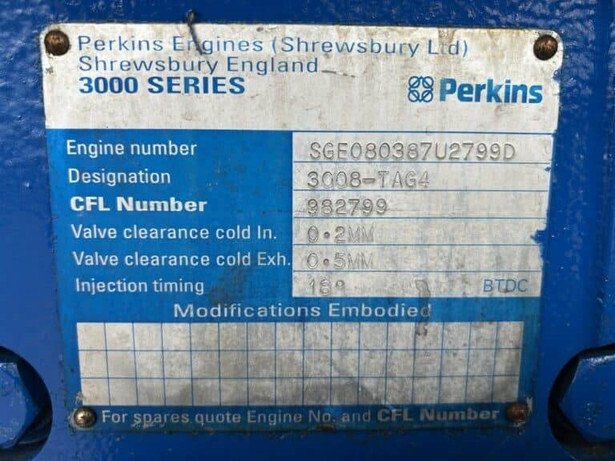 Perkins Engines (Shrewsbury Ltd)
Shrewsbury England
3000 SERIES
Perkins
Engine number SGE080387U2799D
Designation 3008-TAG4
CFL Number 982799
Valve clearance cold In. 0.2MM
Valve clearance cold Exh. 0.5MM
Injection timing 18° BTDC
Modifications Embodied
For spares quote Engine No. and CFL Number